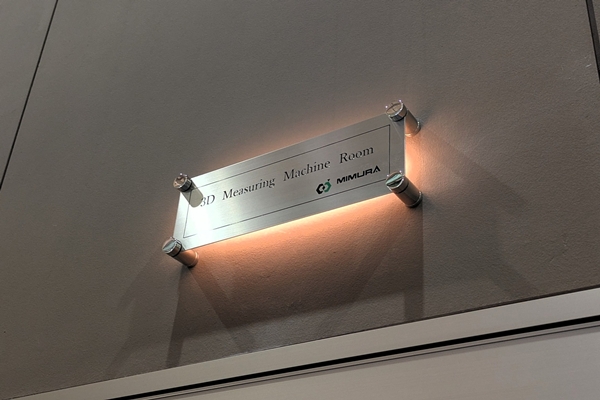 3D Measuring Machine Room
MIMURA